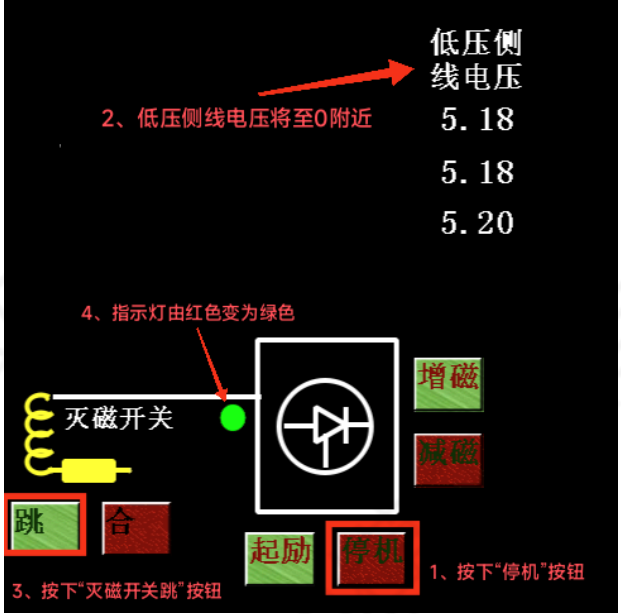 低压侧
线电压
2、低压侧线电压将至0附近
5.18
5.18
5.20
4、指示灯由红色变为绿色
增磁
灭磁开关
减磁
跳
合
起励
停机
1、按下“停机”按钮
3、按下“灭磁开关跳”按钮